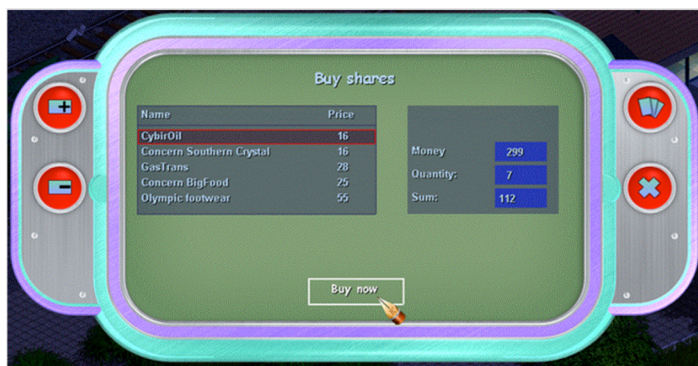 Buy shares
Name Price
CybirOil 16
Concern Southern Crystal 16
GasTrans 28
Concern BigFood 25
Olympic footwear 55
Money 299
Quantity: 7
Sum: 112
Buy now